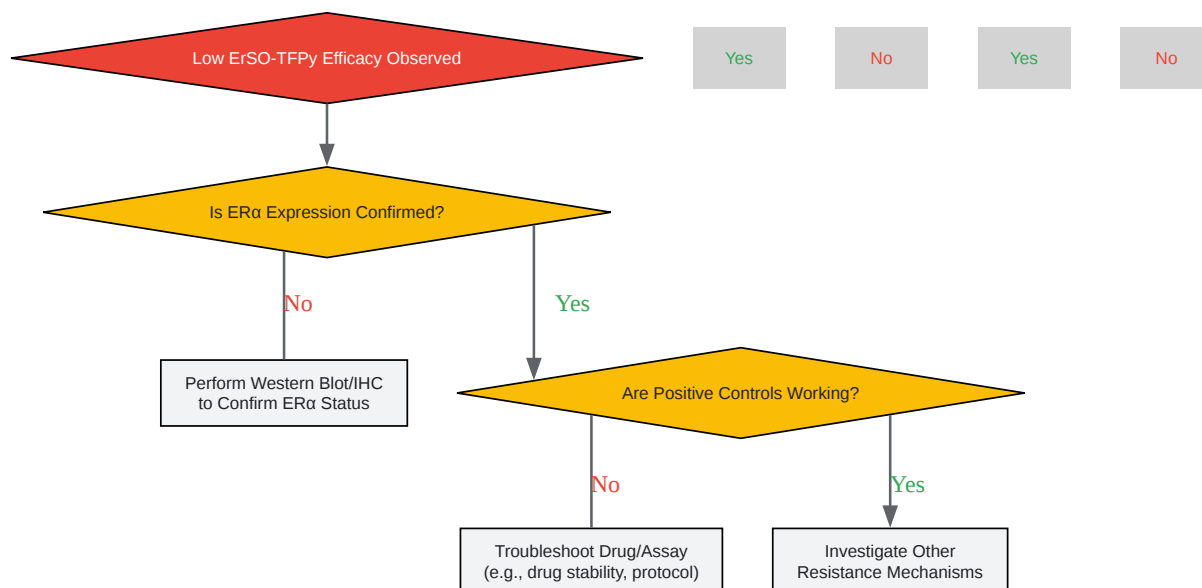 Low ErSO-TFPy Efficacy Observed
Yes
No
Yes
No
Is ERα Expression Confirmed?
No
Yes
Perform Western Blot/IHC
to Confirm ERα Status
Are Positive Controls Working?
No
Yes
Troubleshoot Drug/Assay
(e.g., drug stability, protocol)
Investigate Other
Resistance Mechanisms